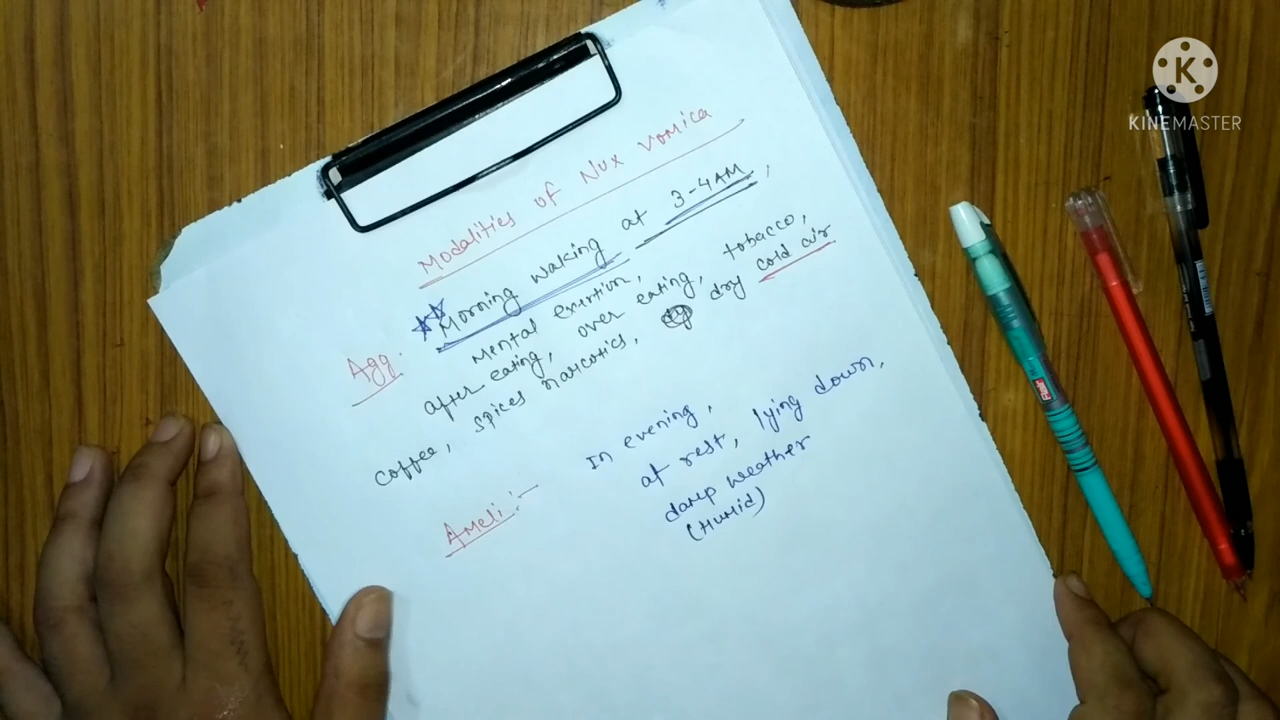 Modalities of Nux Vomica
Agg. Morning waking at 3-4AM,
Mental exertion,
after eating, over eating, tobacco,
coffee, spices narcotics, dry cold air
Ameli :-
In evening,
at rest, lying down,
damp weather
(Humid)
K
KINEMASTER
Flair